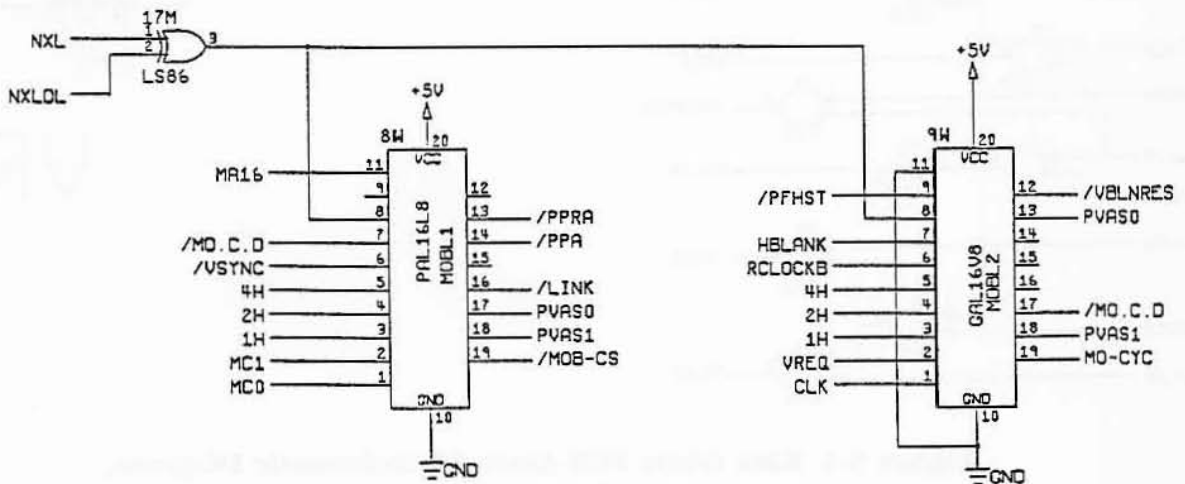 17M
1
NXL
2
3
LS86
NXLDL
+5V
8W
20
VCC
MA16
11
9
8
/MO.C.D
7
/VSYNC
6
4H
5
2H
4
1H
3
MC1
2
MC0
1
PAL16L8
MOBL1
12
13
/PPRA
14
/PPA
15
16
/LINK
17
PVAS0
18
PVAS1
19
/MOB-CS
GND
10
GND
+5V
9W
20
VCC
11
/PFHST
9
8
HBLANK
7
RCLOCKB
6
4H
5
2H
4
1H
3
VREQ
2
CLK
1
GAL16V8
MOBL2
12
/VBLNRES
13
PVAS0
14
15
16
17
/MO.C.D
18
PVAS1
19
MO-CYC
GND
10
GND